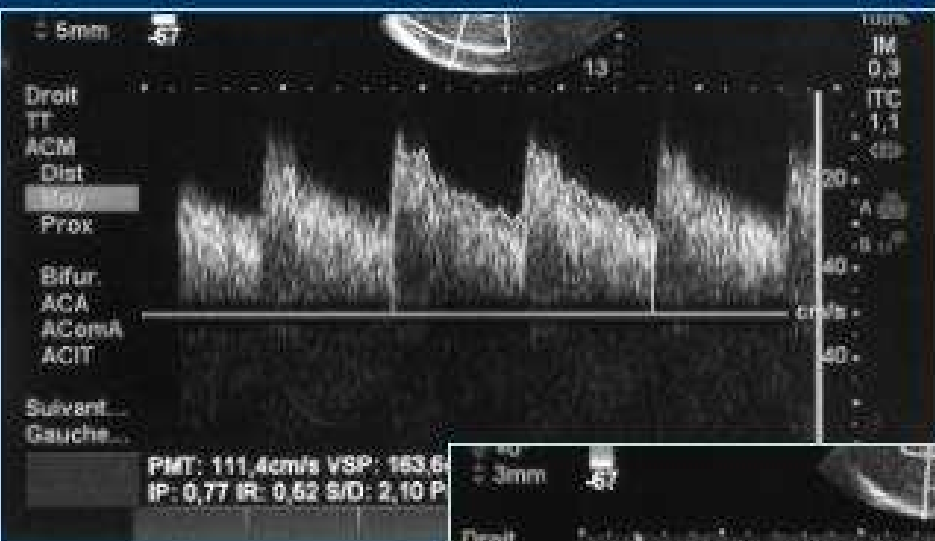 5mm
-67
13
100%
IM
0,3
ITC
1,1
Droit
TT
ACM
Dist
Moy
Prox
Bifur.
ACA
AComA
ACIT
Suivant...
Gauche...
20
A
40
cm/s
40
PMT: 111,4cm/s VSP: 163,6
IP: 0,77 IR: 0,52 S/D: 2,10 P
3mm
-67
Droit